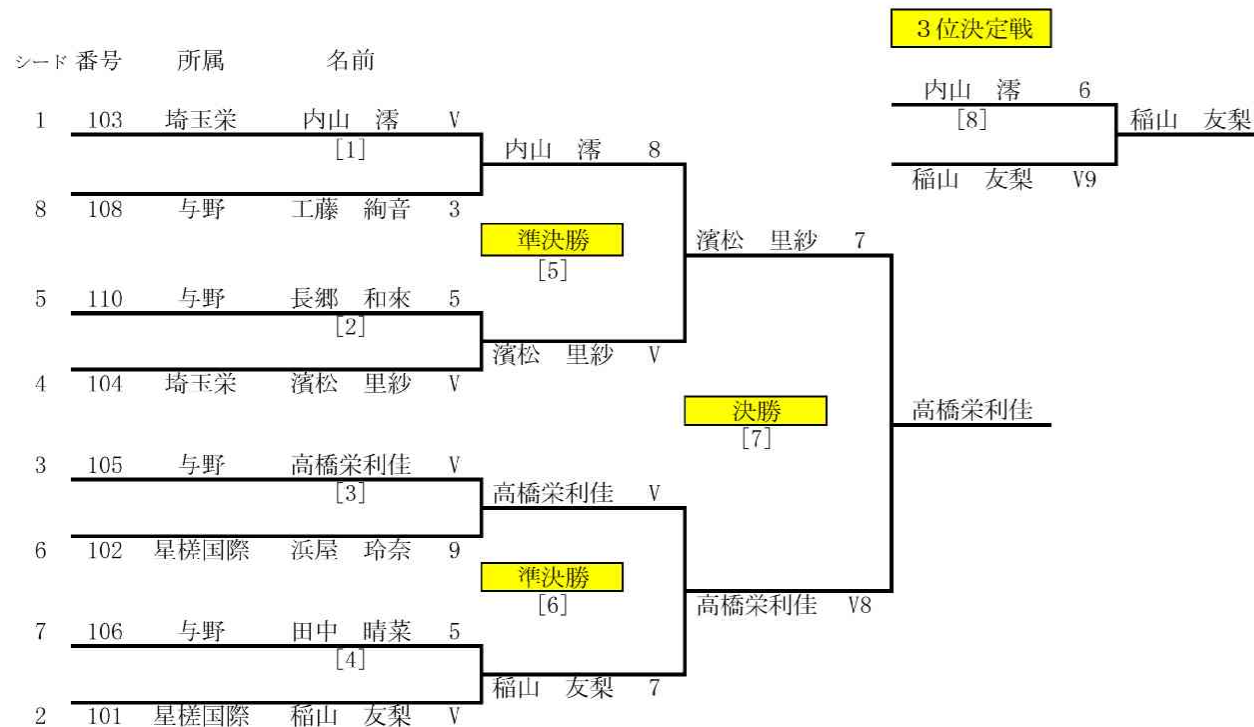 ３位決定戦
シード 番号 所属 名前
内山 澪 6
1 103 埼玉栄 内山 澪 V
[8]
稲山 友梨
[1]
内山 澪 8
稲山 友梨 V9
8 108 与野 工藤 絢音 3
準決勝
濱松 里紗 7
[5]
5 110 与野 長郷 和來 5
[2]
濱松 里紗 V
4 104 埼玉栄 濱松 里紗 V
決勝
高橋栄利佳
[7]
3 105 与野 高橋栄利佳 V
[3]
高橋栄利佳 V
6 102 星槎国際 浜屋 玲奈 9
準決勝
[6]
高橋栄利佳 V8
7 106 与野 田中 晴菜 5
[4]
稲山 友梨 7
2 101 星槎国際 稲山 友梨 V